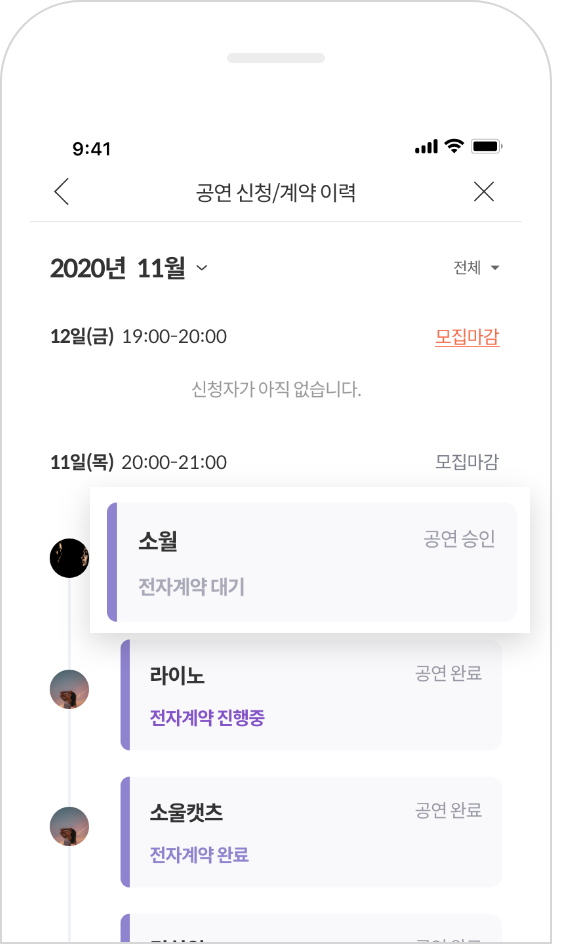 9:41
공연 신청/계약 이력
2020년 11월 전체
12일(금) 19:00-20:00 모집마감
신청자가 아직 없습니다.
11일(목) 20:00-21:00 모집마감
소월 공연 승인
전자계약 대기
라이노 공연 완료
전자계약 진행중
소울캣츠 공연 완료
전자계약 완료